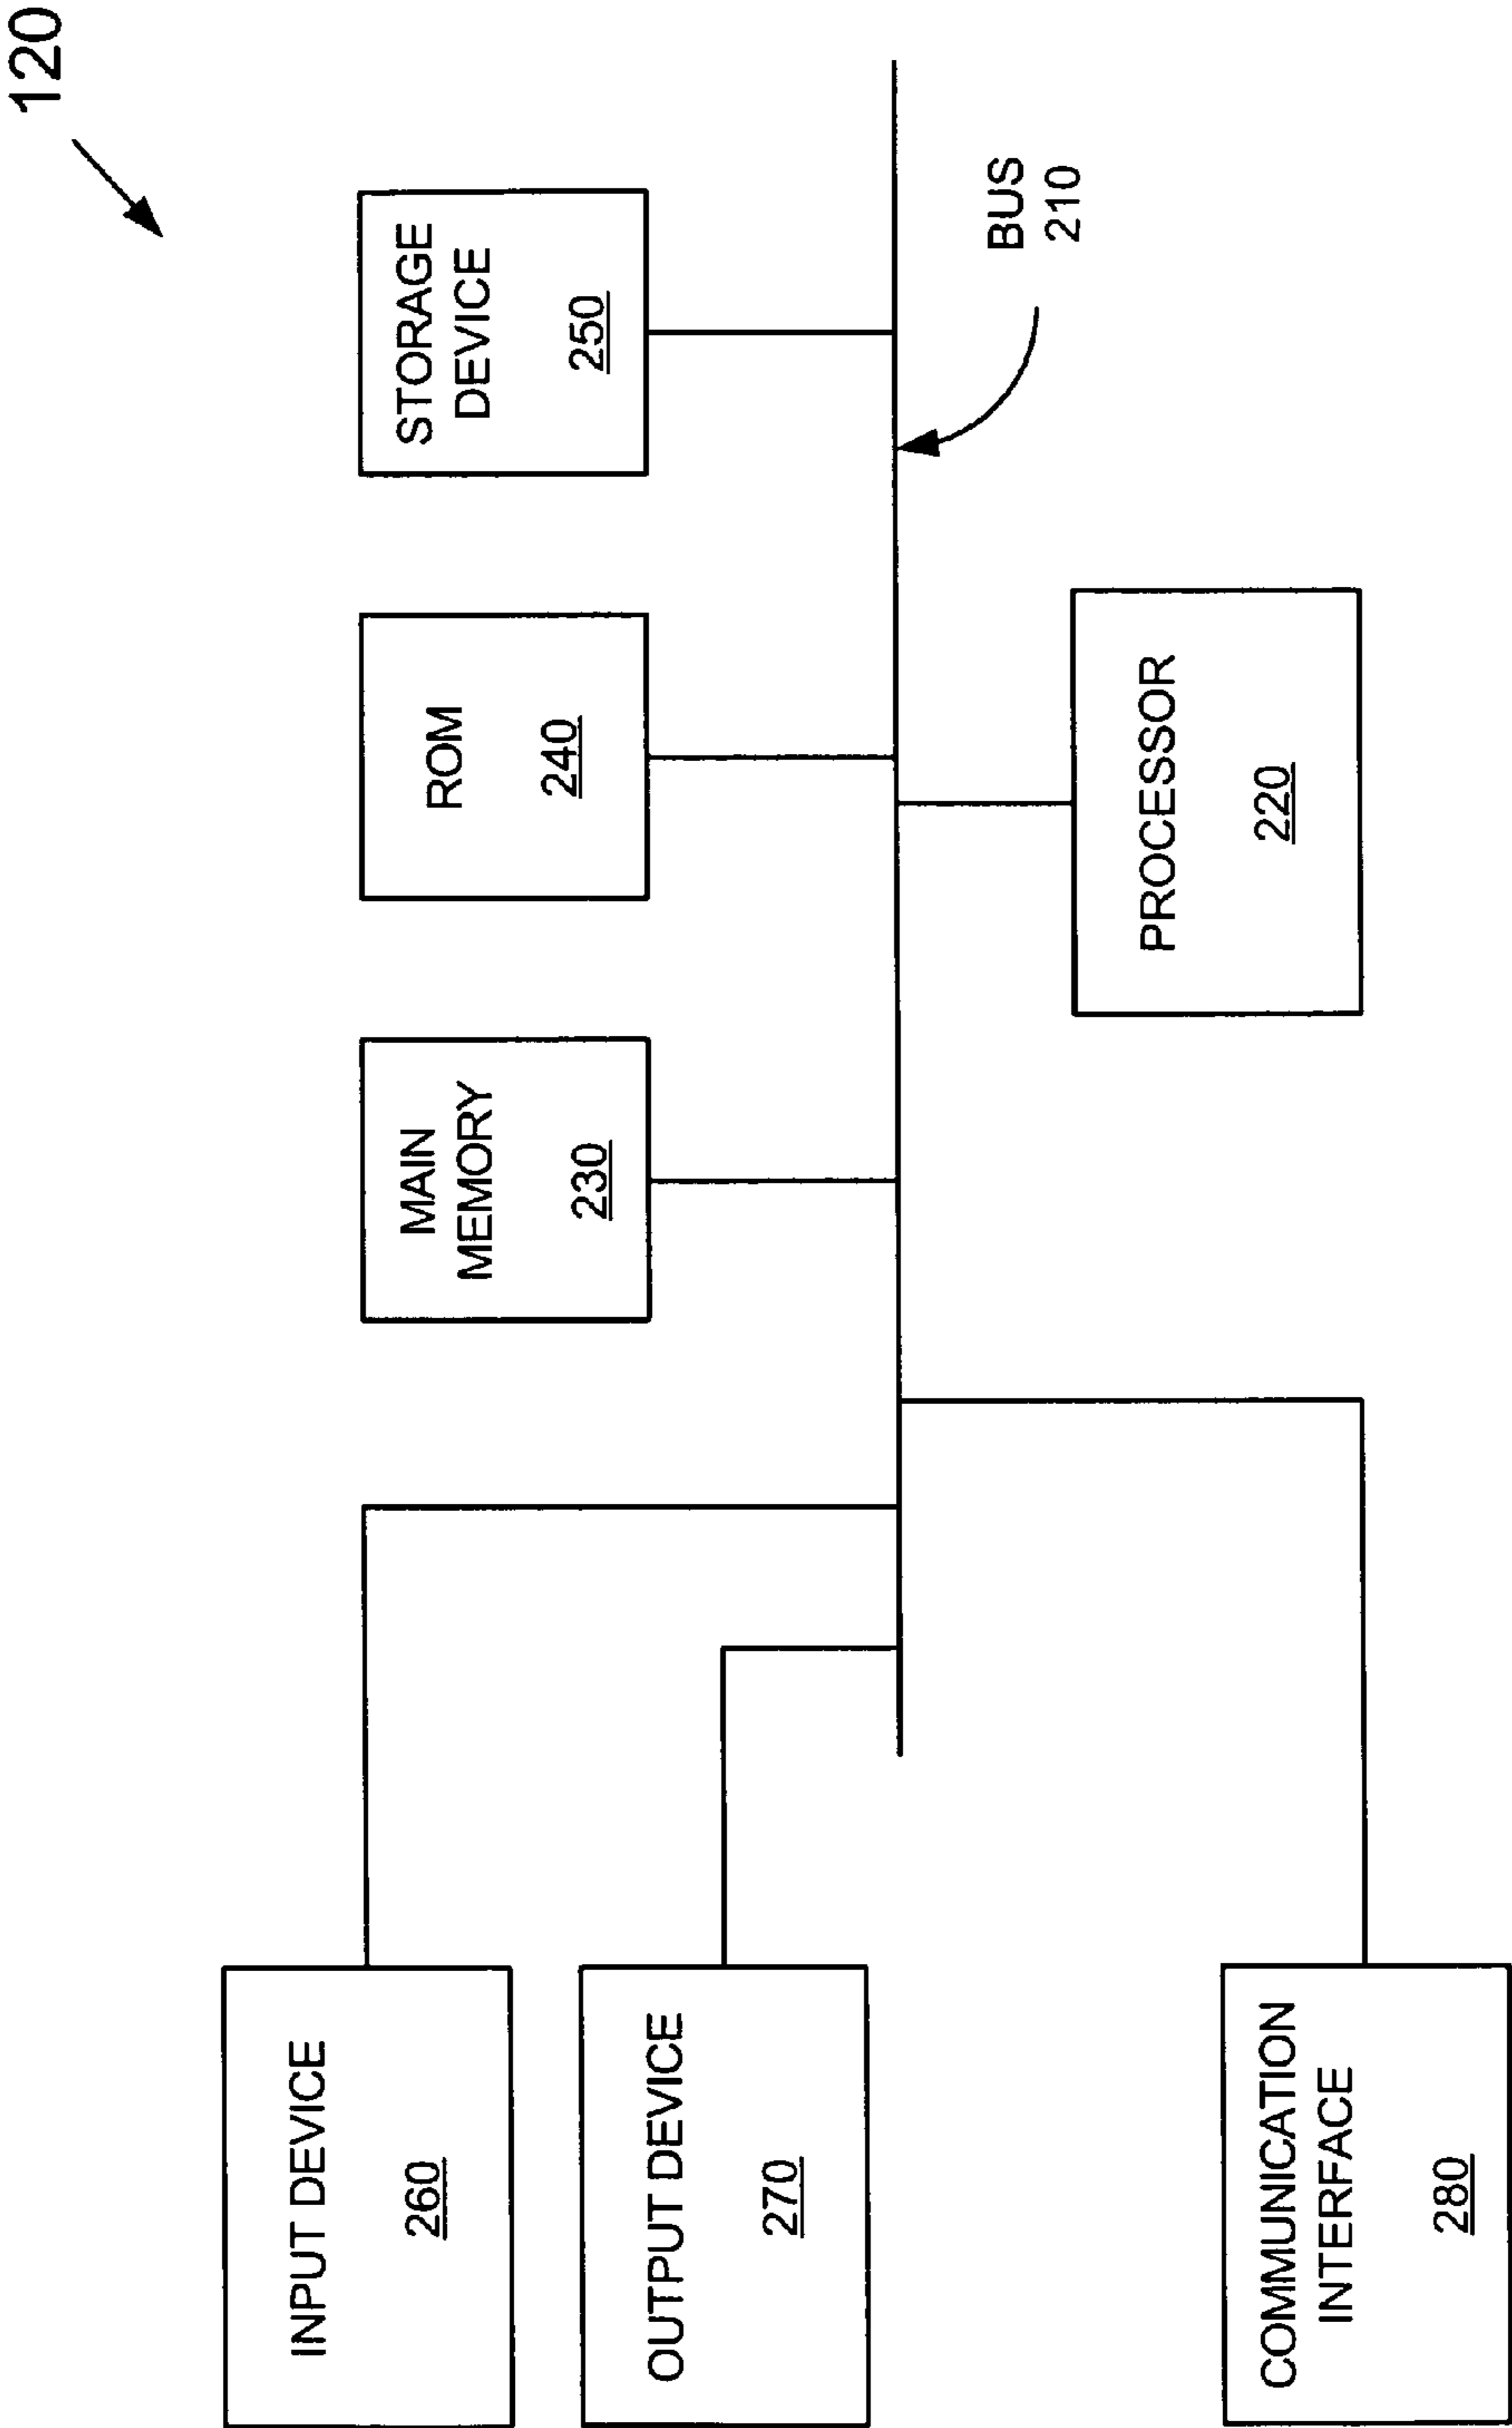 120
INPUT DEVICE
260
OUTPUT DEVICE
270
COMMUNICATION
INTERFACE
280
MAIN
MEMORY
230
ROM
240
STORAGE
DEVICE
250
BUS
210
PROCESSOR
220